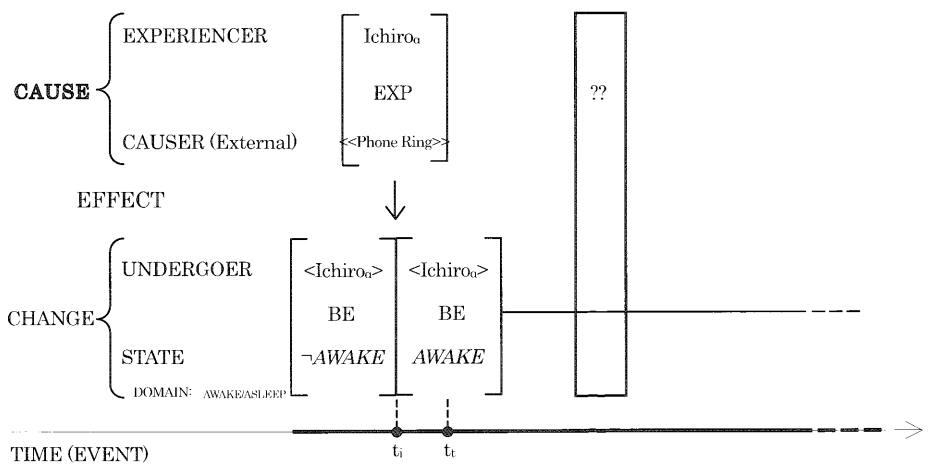 EXPERIENCER Ichiroα
CAUSE EXP ??
CAUSER (External) <<Phone Ring>>
EFFECT
UNDERGOER <Ichiroα> <Ichiroα>
CHANGE BE BE
STATE ¬AWAKE AWAKE
DOMAIN: AWAKE/ASLEEP
TIME (EVENT) tᵢ tₜ